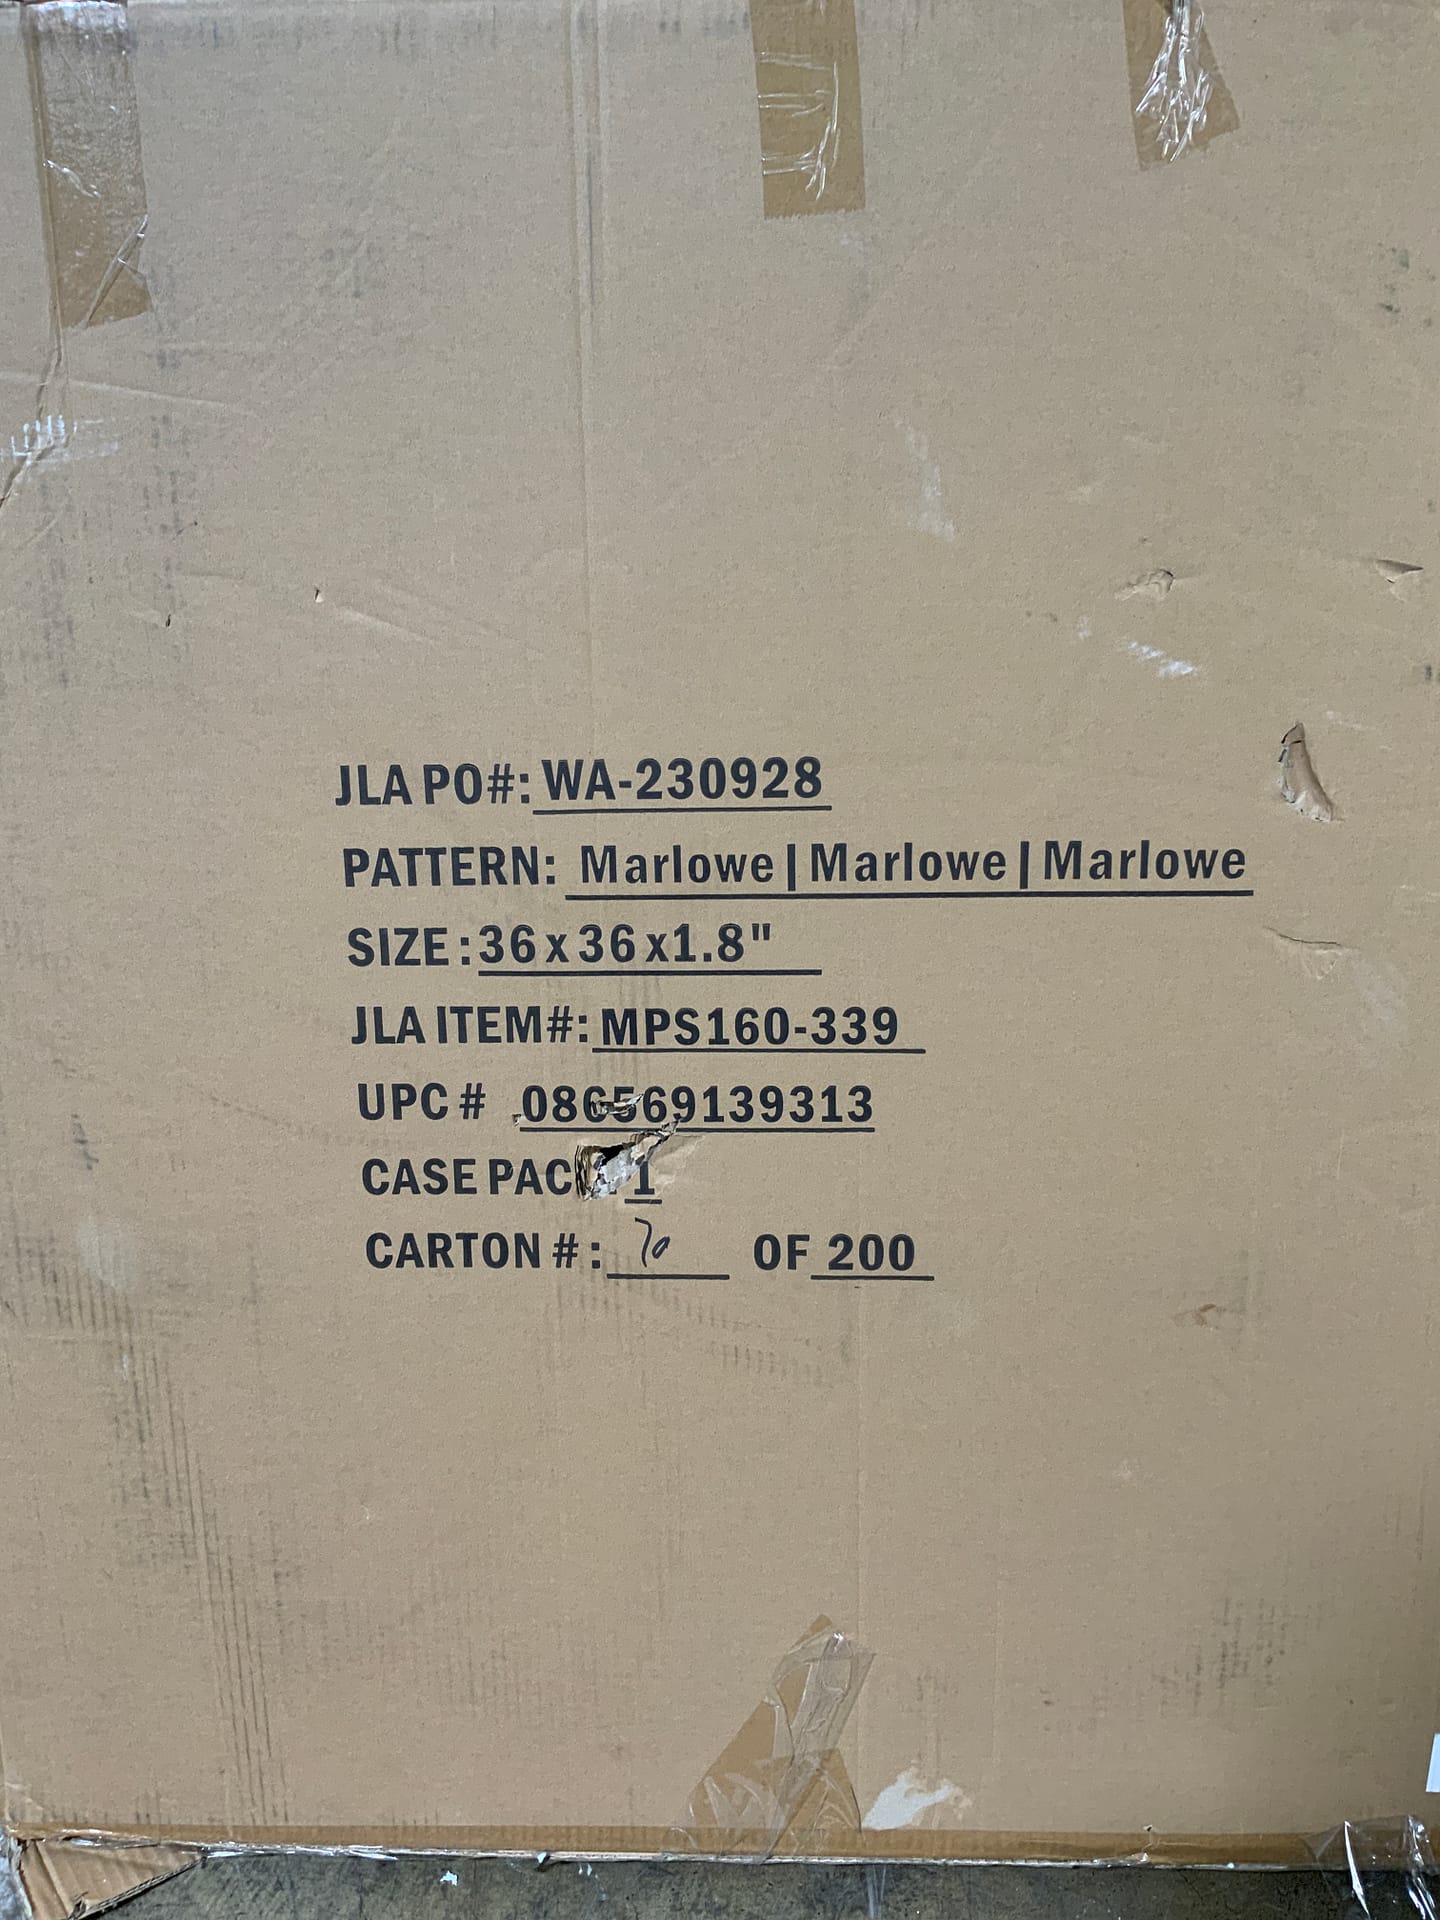 JLA PO#: WA-230928
PATTERN: Marlowe|Marlowe|Marlowe
SIZE: 36 x 36 x1.8"
JLA ITEM#: MPS160-339
UPC # 086569139313
CASE 1
CARTON #: 70 OF 200